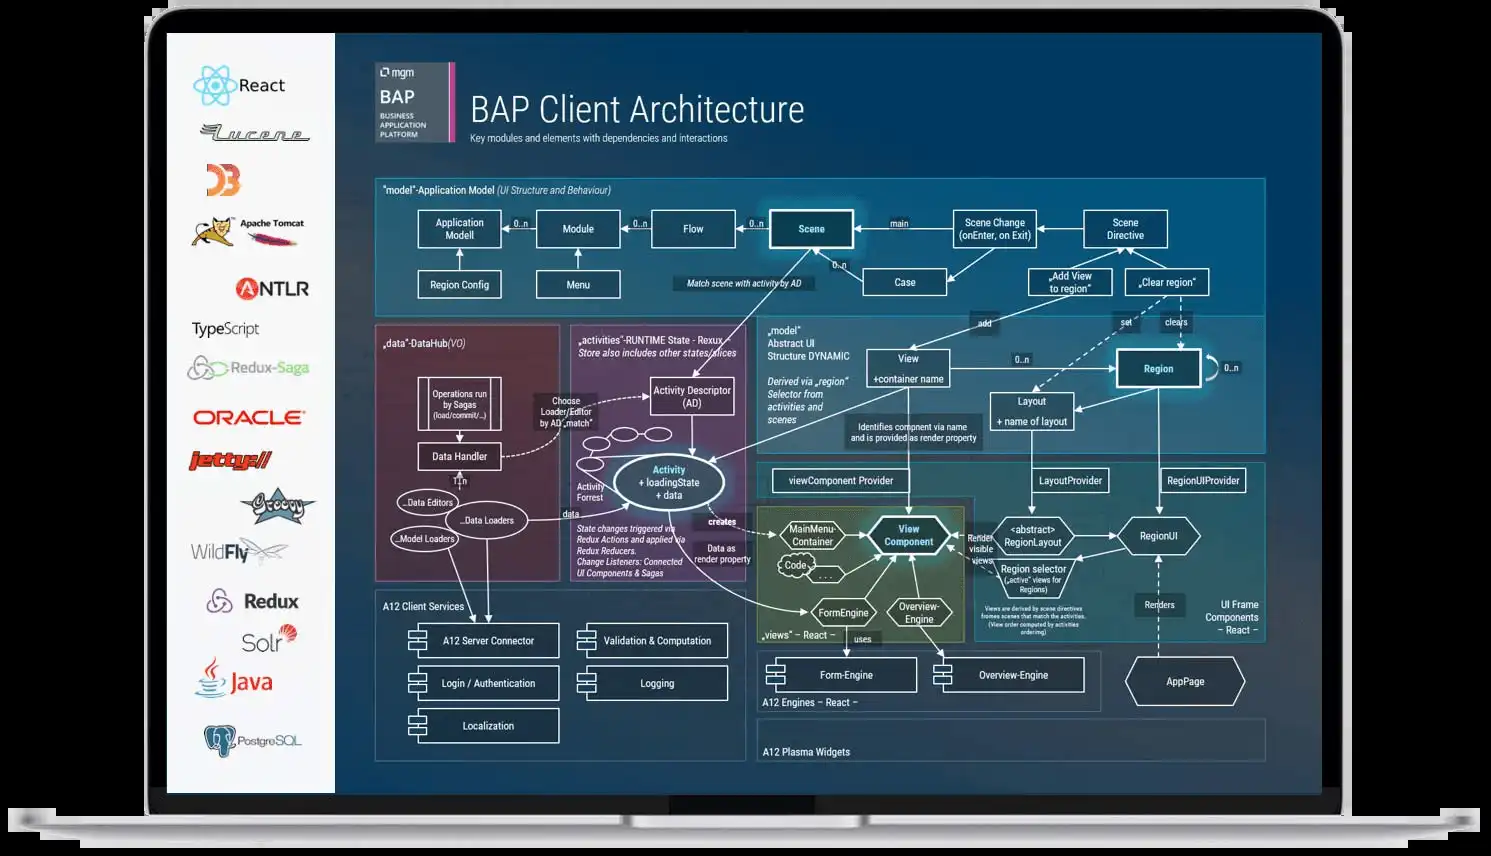 React
Lucene
D3
Apache Tomcat
ANTLR
TypeScript
Redux-Saga
ORACLE
jetty://
Groovy
WildFly
Redux
Solr
Java
PostgreSQL
mgm
BAP
BUSINESS
APPLICATION
PLATFORM
BAP Client Architecture
Key modules and elements with dependencies and interactions
"model"-Application Model (UI Structure and Behaviour)
Application
Modell
0..n
Module
0..n
Flow
0..n
Scene
main
Scene Change
(onEnter, on Exit)
Scene
Directive
Region Config
Menu
Match scene with activity by AD
0..n
Case
„Add View
to region"
„Clear region"
„data"-DataHub(VO)
Operations run
by Sagas
(load/commit/...)
Data Handler
1..n
...Data Editors
...Data Loaders
...Model Loaders
„activities"-RUNTIME State - Rexux –
Store also includes other states/slices
Choose
Loader/Editor
by AD „match"
Activity Descriptor
(AD)
Activity
+ loadingState
+ data
Activity
Forrest
data
State changes triggered via
Redux Actions and applied via
Redux Reducers.
Change Listeners: Connected
UI Components & Sagas
creates
Data as
render property
„model"
Abstract UI
Structure DYNAMIC
Derived via „region"
Selector from
activities and
scenes
add
set
clears
View
+container name
0..n
Region
0..n
Layout
+ name of layout
Identifies compnent via name
and is provided as render property
viewComponent Provider
LayoutProvider
RegionUIProvider
MainMenu-
Container
View
Component
Code
. . .
FormEngine
Overview-
Engine
„views" – React –
uses
Render
visible
views
<abstract>
RegionLayout
RegionUI
Region selector
(„active" views for
Regions)
Views are derived by scene directives
fromes scenes that match the activities.
(View order computed by activities
ordering)
Renders
UI Frame
Components
– React –
A12 Client Services
A12 Server Connector
Validation & Computation
Login / Authentication
Logging
Localization
Form-Engine
Overview-Engine
A12 Engines – React –
AppPage
A12 Plasma Widgets